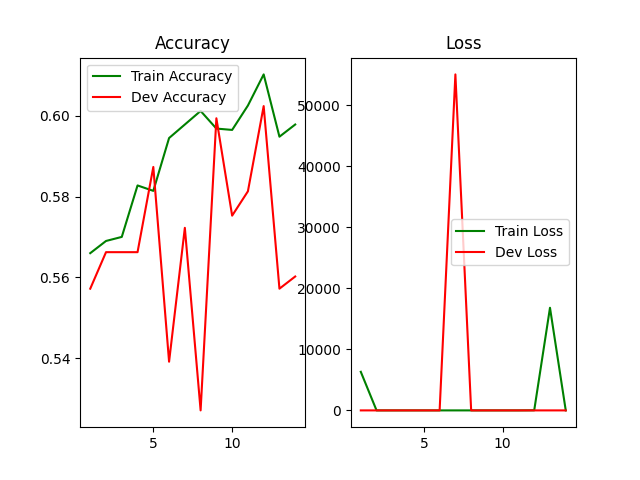 Accuracy
Train Accuracy
Dev Accuracy
0.60
0.58
0.56
0.54
5
10
Loss
50000
40000
30000
20000
10000
0
Train Loss
Dev Loss
5
10